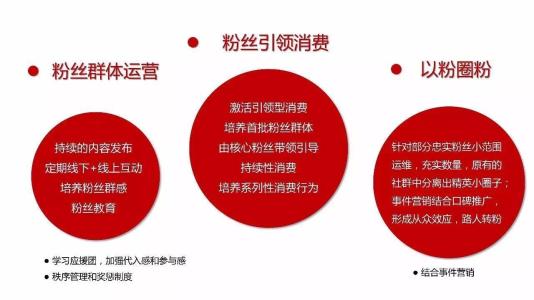 粉丝群体运营
持续的内容发布
定期线下+线上互动
培养粉丝群感
粉丝教育
学习应援团，加强代入感和参与感
秩序管理和奖惩制度
粉丝引领消费
激活引领型消费
培养首批粉丝群体
由核心粉丝带领引导
持续性消费
培养系列性消费行为
以粉圈粉
针对部分忠实粉丝小范围
运维，充实数量，原有的
社群中分离出精英小圈子；
事件营销结合口碑推广，
形成从众效应，路人转粉
结合事件营销